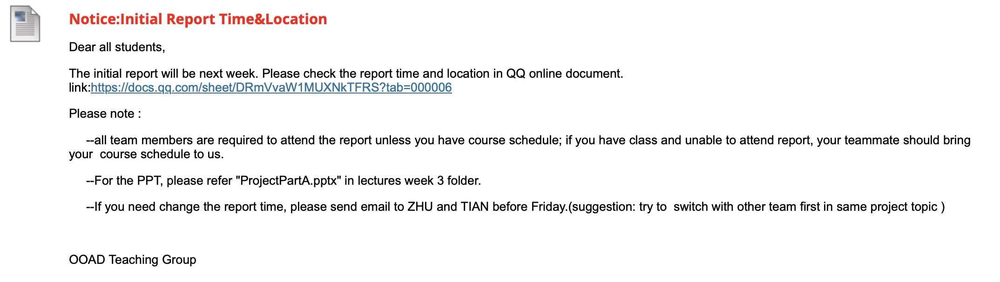 Notice:Initial Report Time&Location
Dear all students,
The initial report will be next week. Please check the report time and location in QQ online document.
link:https://docs.qq.com/sheet/DRmVvaW1MUXNkTFRS?tab=000006
Please note :
--all team members are required to attend the report unless you have course schedule; if you have class and unable to attend report, your teammate should bring
your  course schedule to us.
--For the PPT, please refer "ProjectPartA.pptx" in lectures week 3 folder.
--If you need change the report time, please send email to ZHU and TIAN before Friday.(suggestion: try to  switch with other team first in same project topic )
OOAD Teaching Group